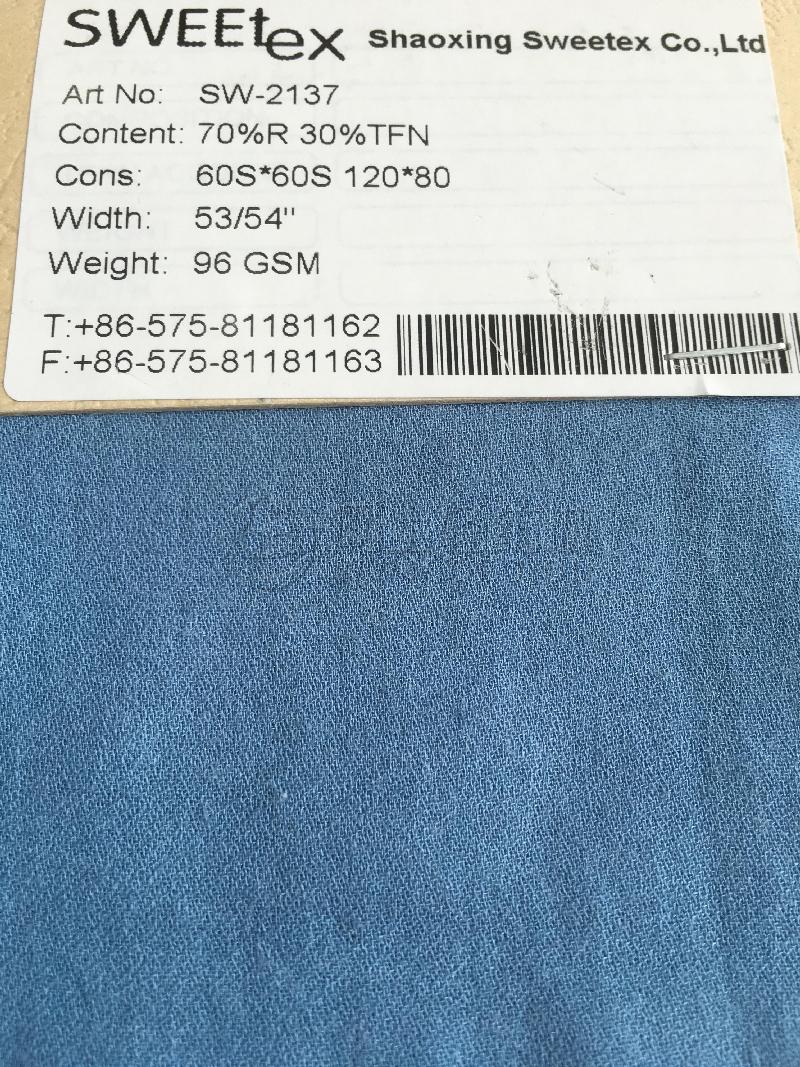 SWEEtex Shaoxing Sweetex Co.,Ltd
Art No: SW-2137
Content: 70%R 30%TFN
Cons: 60S*60S 120*80
Width: 53/54"
Weight: 96 GSM
T:+86-575-81181162
F:+86-575-81181163